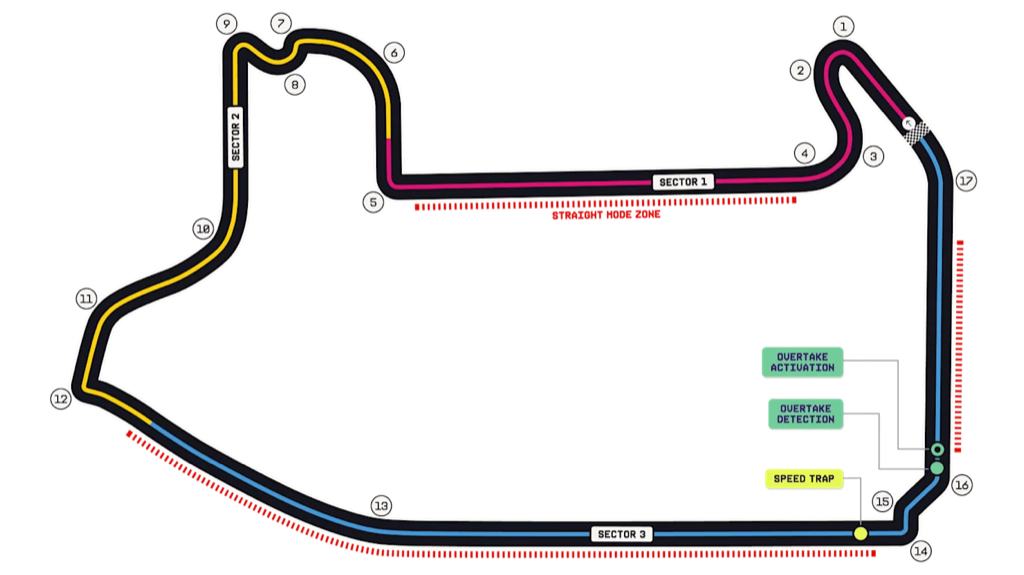 9
7
1
6
8
2
SECTOR 2
4
3
SECTOR 1
17
5
STRAIGHT MODE ZONE
10
11
OVERTAKE
ACTIVATION
12
OVERTAKE
DETECTION
SPEED TRAP
16
13
15
SECTOR 3
14